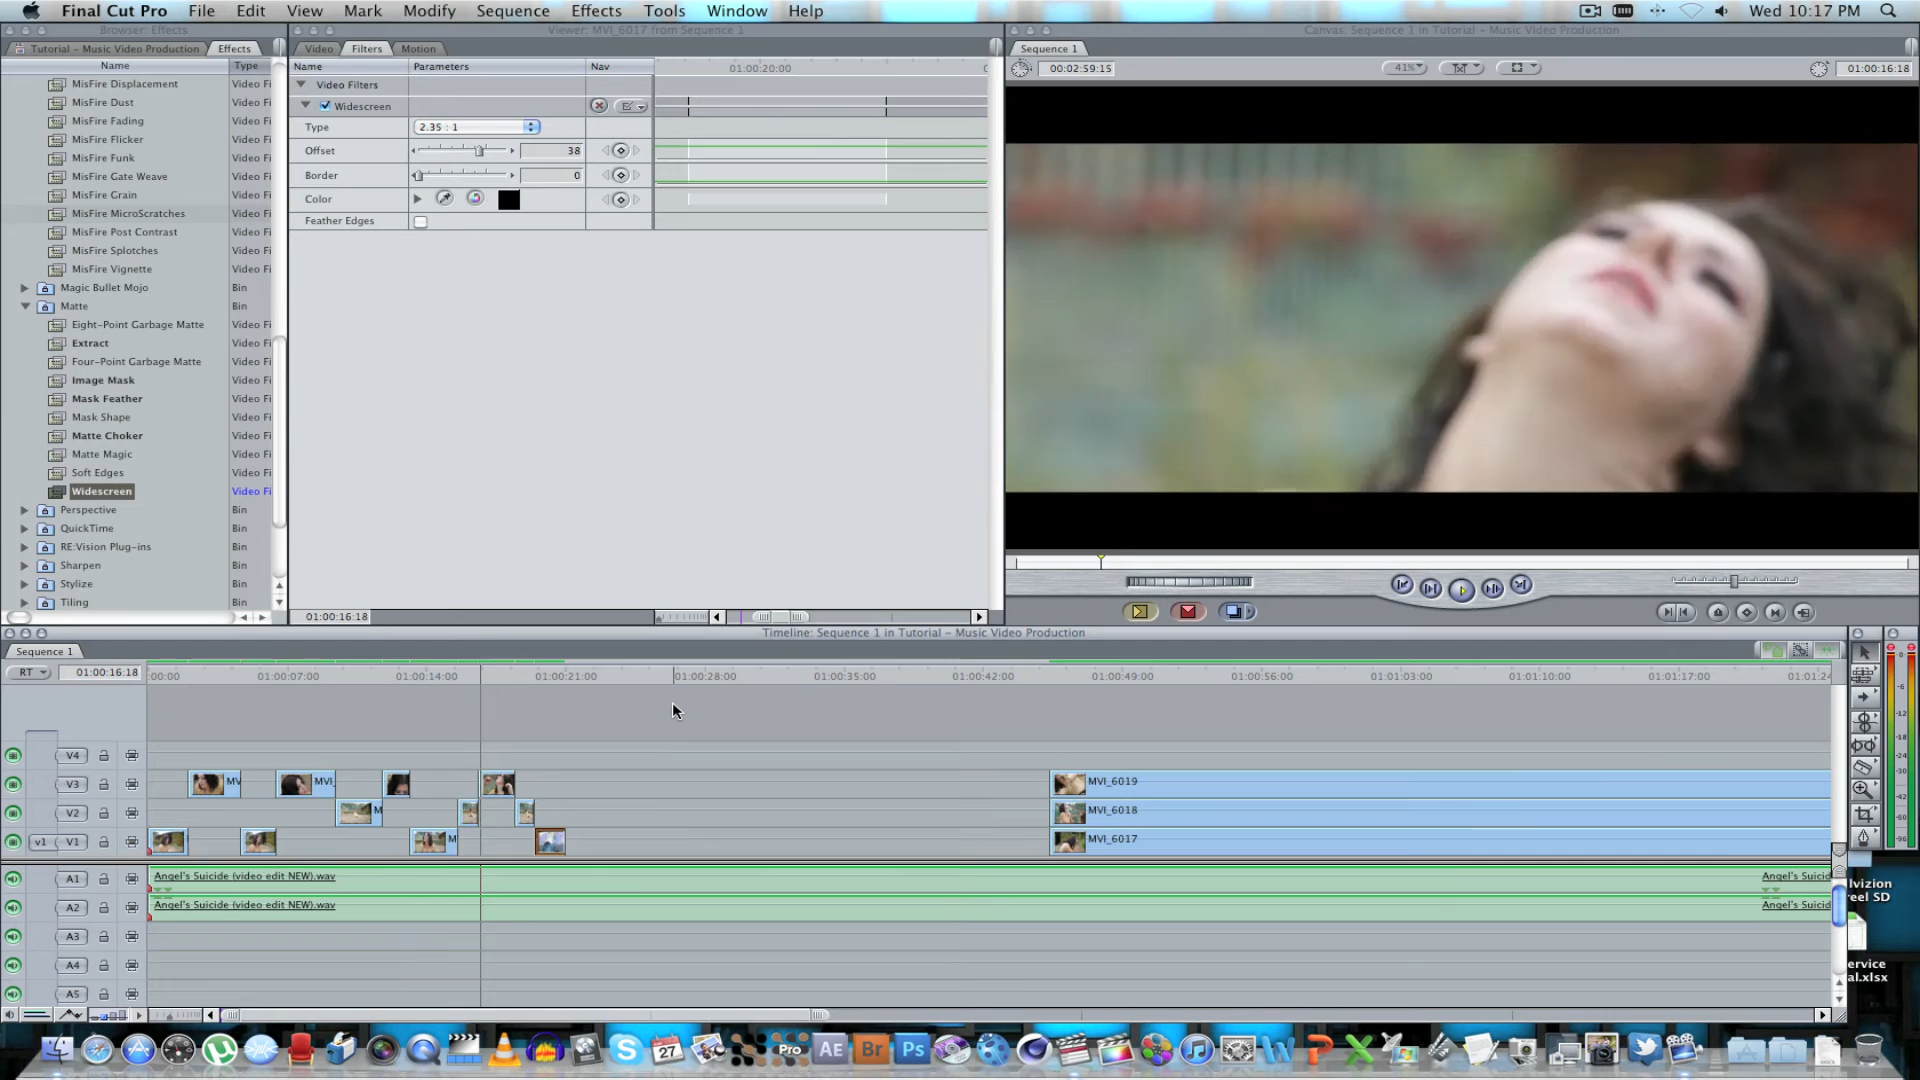 Final Cut Pro File Edit View Mark Modify Sequence Effects Tools Window Help Wed 10:17 PM
Browser: Effects
Viewer: MVI_6017 from Sequence 1
Canvas: Sequence 1 in Tutorial – Music Video Production
Tutorial – Music Video Production Effects
Video Filters Motion
Sequence 1
Name Type
Name Parameters Nav 01:00:20:00
00:02:59:15 41% 01:00:16:18
MisFire Displacement Video Fi
MisFire Dust Video Fi
MisFire Fading Video Fi
MisFire Flicker Video Fi
MisFire Funk Video Fi
MisFire Gate Weave Video Fi
MisFire Grain Video Fi
MisFire MicroScratches Video Fi
MisFire Post Contrast Video Fi
MisFire Splotches Video Fi
MisFire Vignette Video Fi
Magic Bullet Mojo Bin
Matte Bin
Eight-Point Garbage Matte Video Fi
Extract Video Fi
Four-Point Garbage Matte Video Fi
Image Mask Video Fi
Mask Feather Video Fi
Mask Shape Video Fi
Matte Choker Video Fi
Matte Magic Video Fi
Soft Edges Video Fi
Widescreen Video Fi
Perspective Bin
QuickTime Bin
RE:Vision Plug-ins Bin
Sharpen Bin
Stylize Bin
Tiling Bin
Video Filters
Widescreen
Type 2.35 : 1
Offset 38
Border 0
Color
Feather Edges
01:00:16:18
Timeline: Sequence 1 in Tutorial – Music Video Production
Sequence 1
RT 01:00:16:18 :00:00 01:00:07:00 01:00:14:00 01:00:21:00 01:00:28:00 01:00:35:00 01:00:42:00 01:00:49:00 01:00:56:00 01:01:03:00 01:01:10:00 01:01:17:00 01:01:24
V4
V3 MV MVI MVI_6019
V2 M MVI_6018
v1 V1 M MVI_6017
A1 Angel's Suicide (video edit NEW).wav Angel's Suicid
A2 Angel's Suicide (video edit NEW).wav Angel's Suicid
A3
A4
A5
0
-6
-12
-18
-24
-30
-36
-48
-66
-96
lvizion
reel SD
ervice
al.xlsx
27
Pro
AE
Br
Ps